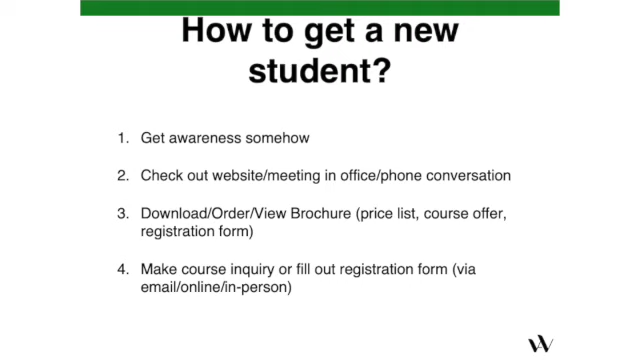 How to get a new
student?
1. Get awareness somehow
2. Check out website/meeting in office/phone conversation
3. Download/Order/View Brochure (price list, course offer,
registration form)
4. Make course inquiry or fill out registration form (via
email/online/in-person)